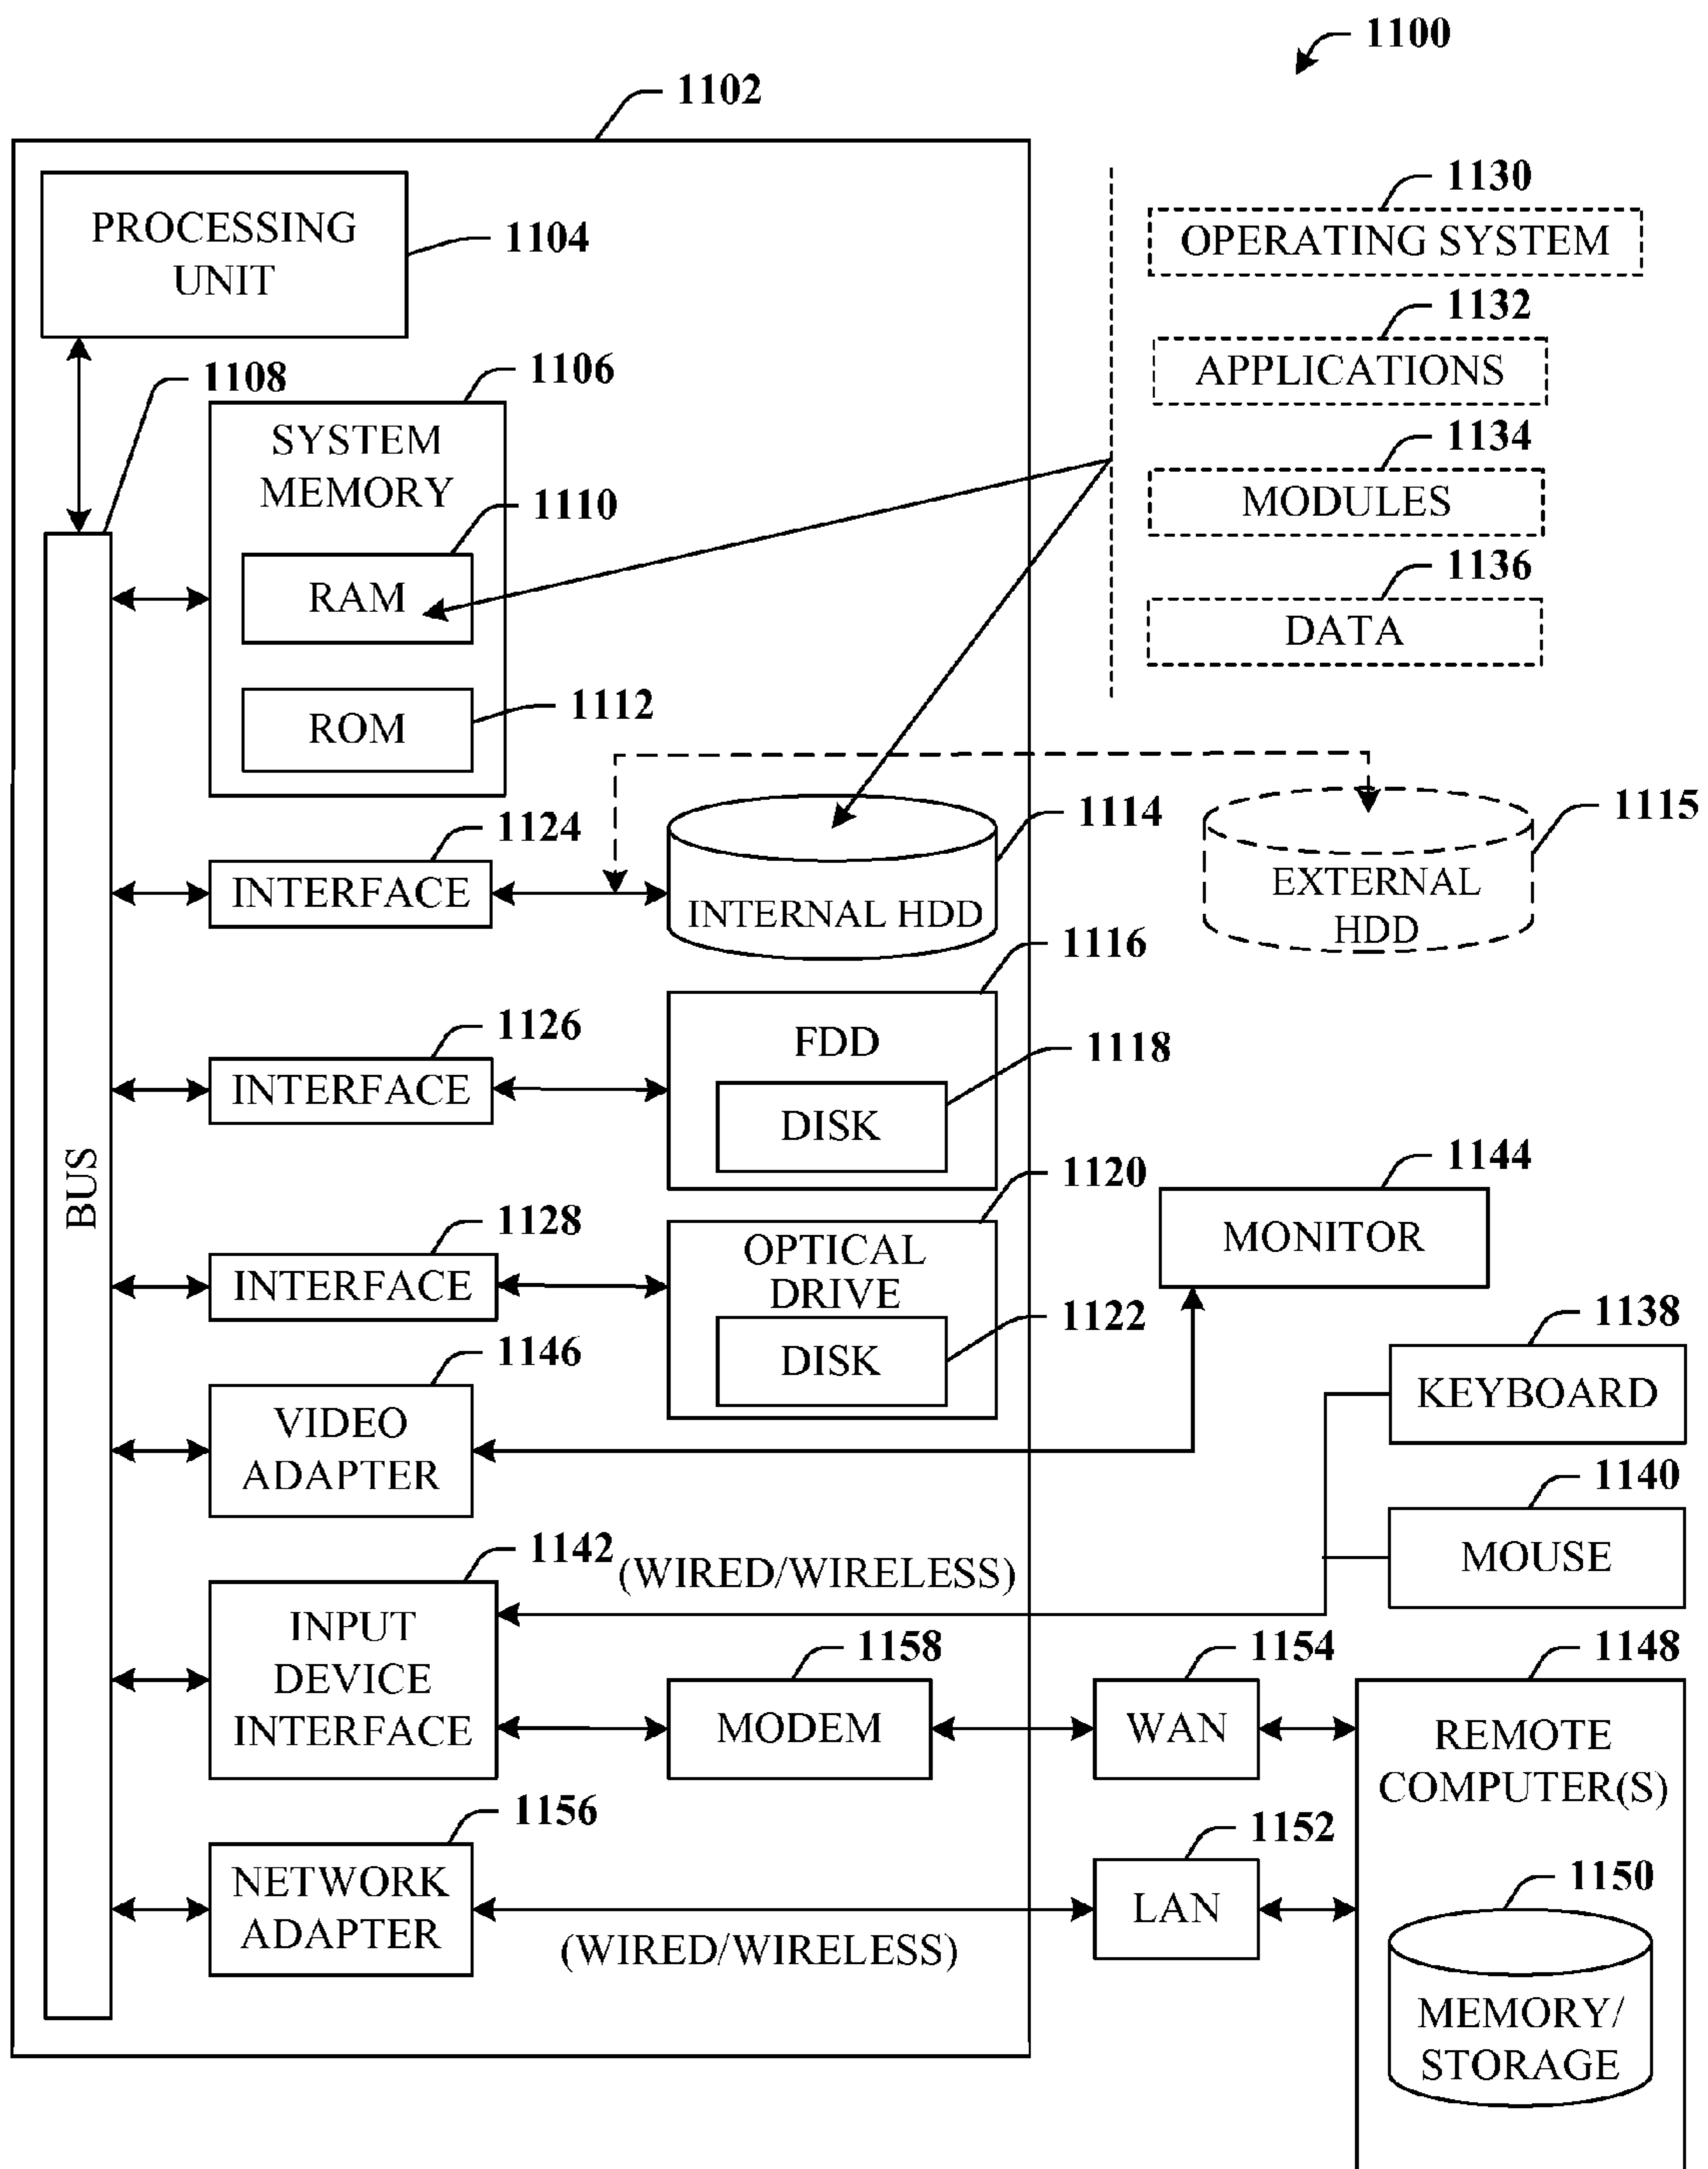 1100
1102
PROCESSING
UNIT
1104
1130
OPERATING SYSTEM
1132
APPLICATIONS
1134
MODULES
1136
DATA
1108
1106
SYSTEM
MEMORY
1110
RAM
1112
ROM
1124
INTERFACE
1114
INTERNAL HDD
1115
EXTERNAL
HDD
1116
FDD
1126
INTERFACE
1118
DISK
BUS
1120
OPTICAL
DRIVE
1128
INTERFACE
1122
DISK
1144
MONITOR
1146
VIDEO
ADAPTER
1138
KEYBOARD
1140
MOUSE
1142
(WIRED/WIRELESS)
INPUT
DEVICE
INTERFACE
1158
MODEM
1154
WAN
1148
REMOTE
COMPUTER(S)
1156
NETWORK
ADAPTER
(WIRED/WIRELESS)
1152
LAN
1150
MEMORY/
STORAGE